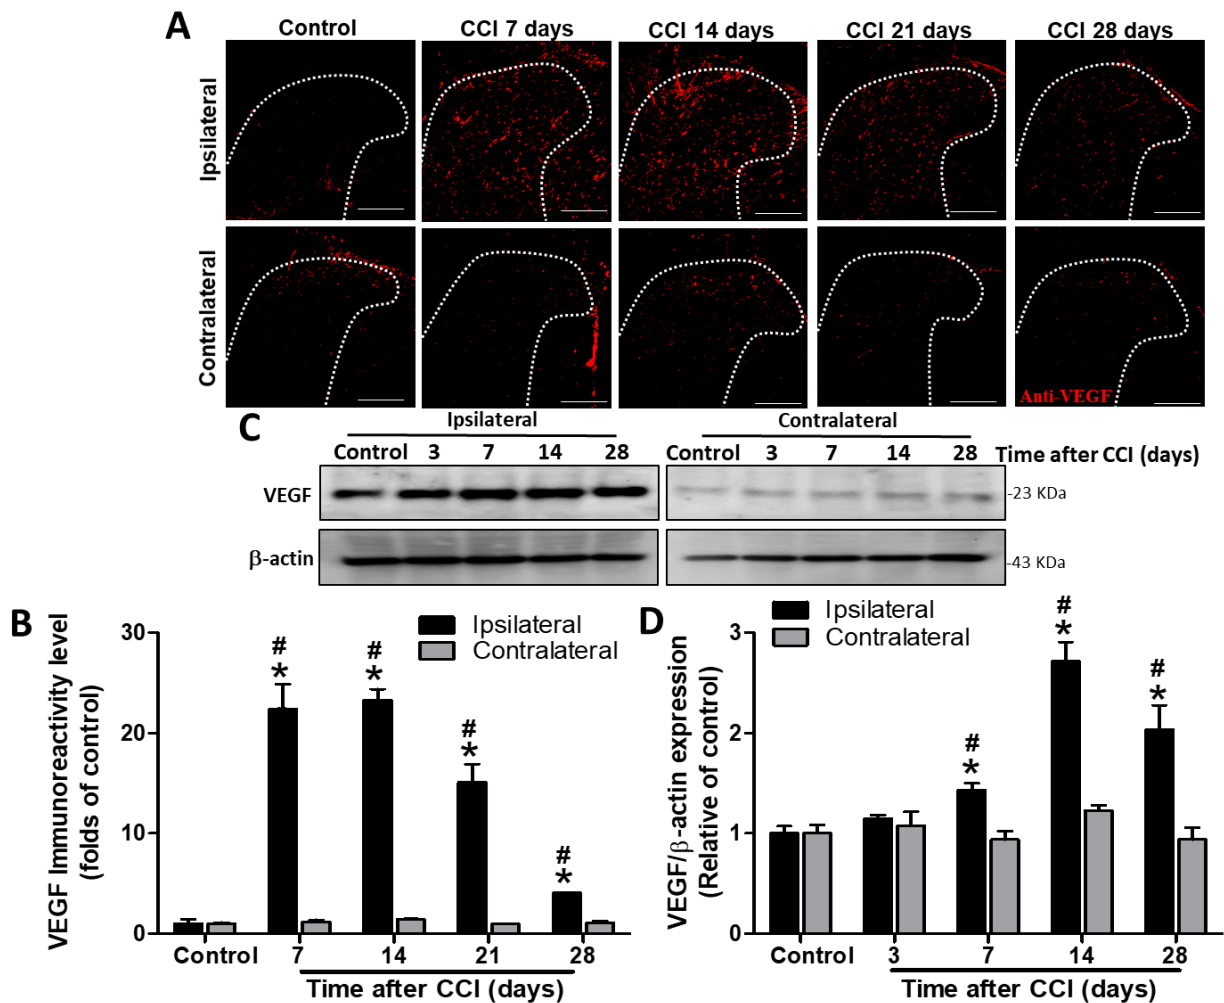 A
Control
CCI 7 days
CCI 14 days
CCI 21 days
CCI 28 days
Ipsilateral
Contralateral
Anti-VEGF
C
Ipsilateral
Contralateral
Control 3 7 14 28
Control 3 7 14 28
Time after CCI (days)
VEGF
-23 KDa
β-actin
-43 KDa
B
VEGF Immunoreactivity level
(folds of control)
30
20
10
0
Ipsilateral
Contralateral
#
*
#
*
#
*
#
*
Control 7 14 21 28
Time after CCI (days)
D
VEGF/β-actin expression
(Relative of control)
3
2
1
0
Ipsilateral
Contralateral
#
*
#
*
#
*
Control 3 7 14 28
Time after CCI (days)